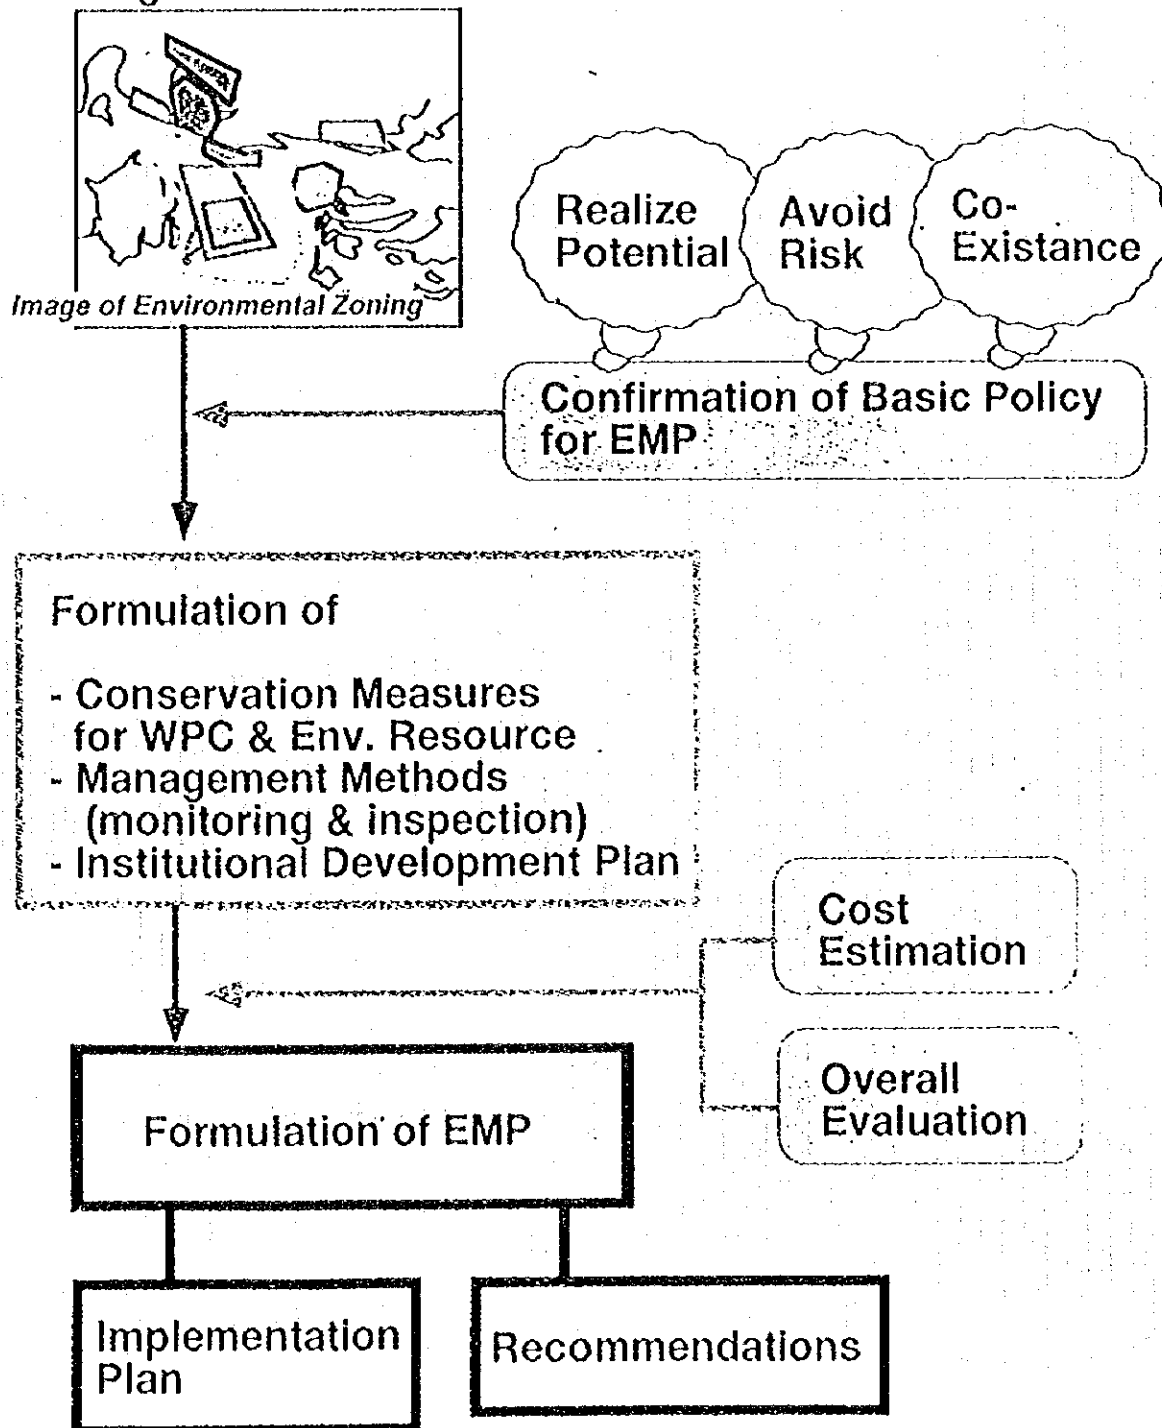 Image of Environmental Zoning
Realize
Potential
Avoid
Risk
Co-
Existance
Confirmation of Basic Policy
for EMP
Formulation of
- Conservation Measures
for WPC & Env. Resource
- Management Methods
(monitoring & inspection)
- Institutional Development Plan
Cost
Estimation
Overall
Evaluation
Formulation of EMP
Implementation
Plan
Recommendations